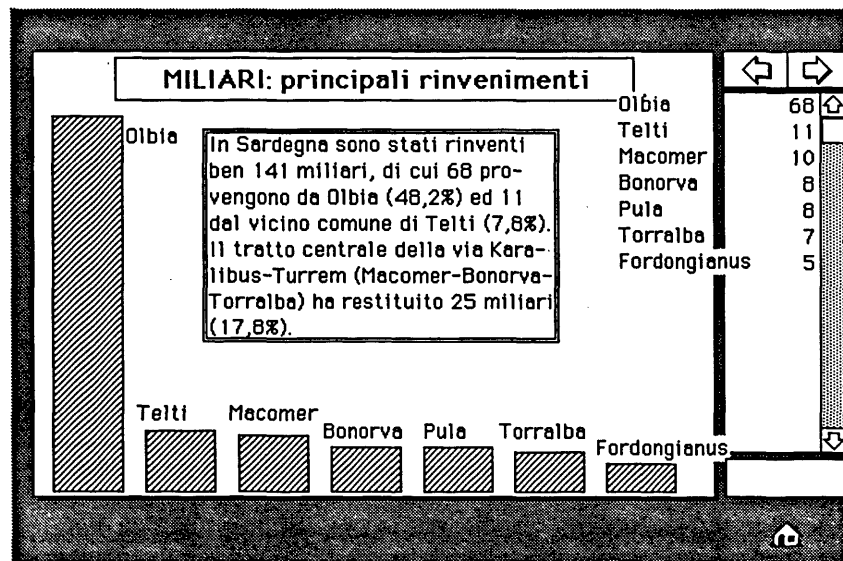 MILIARI: principali rinvenimenti
Olbia 68
Telti 11
Macomer 10
Bonorva 8
Pula 8
Torralba 7
Fordongianus 5
Olbia
In Sardegna sono stati rinventi
ben 141 miliari, di cui 68 pro-
vengono da Olbia (48,2%) ed 11
dal vicino comune di Telti (7,8%).
Il tratto centrale della via Kara-
libus-Turrem (Macomer-Bonorva-
Torralba) ha restituito 25 miliari
(17,8%).
Telti
Macomer
Bonorva
Pula
Torralba
Fordongianus